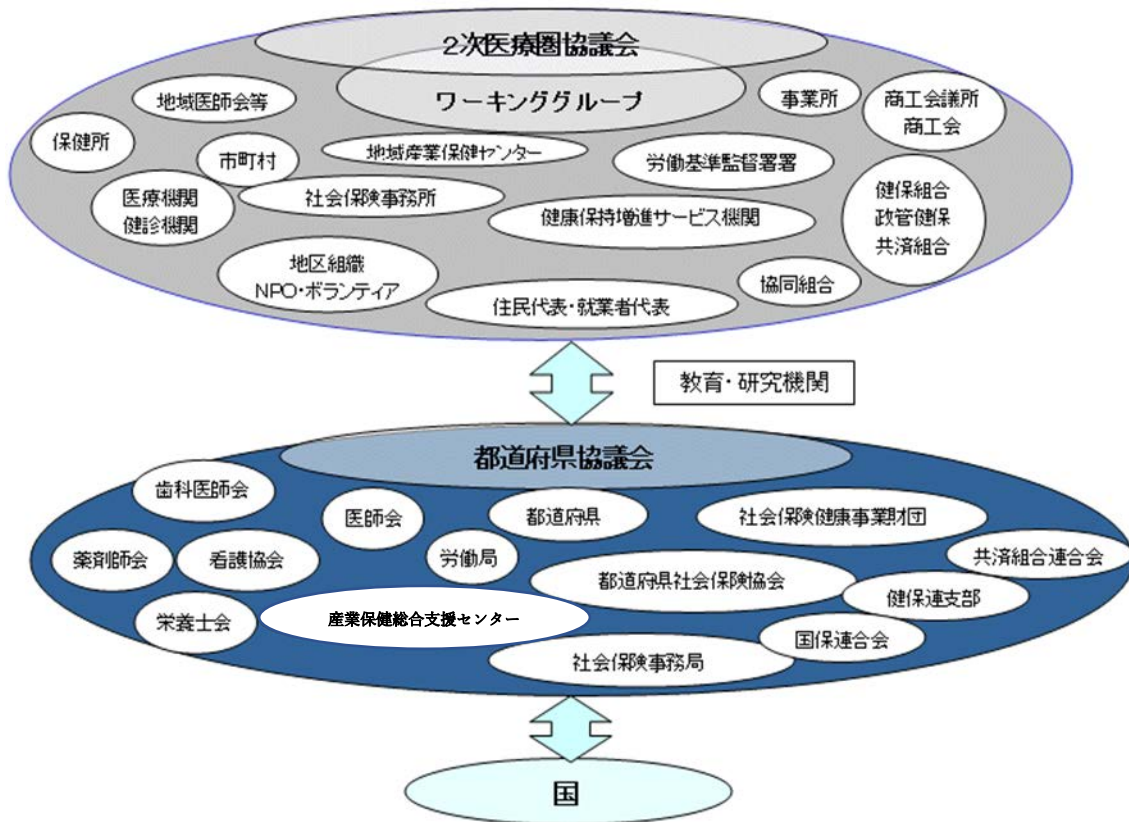 2次医療圏協議会
ワーキンググループ
地域医師会等
事業所
商工会議所
商工会
保健所
市町村
地域産業保健センター
労働基準監督署署
医療機関
健診機関
社会保険事務所
健康保持増進サービス機関
健保組合
政管健保
共済組合
地区組織
NPO・ボランティア
住民代表・就業者代表
協同組合
教育・研究機関
都道府県協議会
歯科医師会
医師会
都道府県
社会保険健康事業財団
薬剤師会
看護協会
労働局
都道府県社会保険協会
共済組合連合会
健保連支部
栄養士会
産業保健総合支援センター
国保連合会
社会保険事務局
国